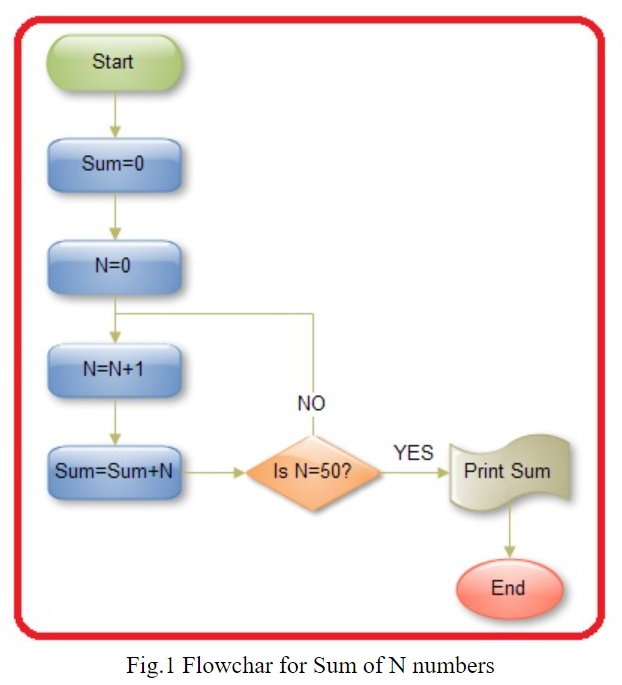 Start
Sum=0
N=0
N=N+1
NO
Sum=Sum+N
Is N=50?
YES
Print Sum
End
Fig.1 Flowchar for Sum of N numbers